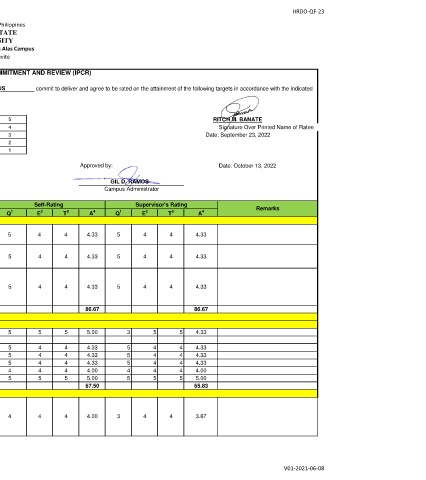 HRDO-QF-23
Philippines
TATE
SITY
Alas Campus
vite
MMITMENT AND REVIEW (IPCR)
US commit to deliver and agree to be rated on the attainment of the following targets in accordance with the indicated
RITCH M. BANATE
Signature Over Printed Name of Ratee
Date: September 23, 2022
5
4
3
2
1
Approved by: Date: October 13, 2022
GIL D. RAMOS
Campus Administrator
Self-Rating Supervisor's Rating Remarks
Q1 E2 T3 A4 Q1 E2 T3 A4
5 4 4 4.33 5 4 4 4.33
5 4 4 4.33 5 4 4 4.33
5 4 4 4.33 5 4 4 4.33
86.67 86.67
5 5 5 5.00 3 5 5 4.33
5 4 4 4.33 5 4 4 4.33
5 4 4 4.33 5 4 4 4.33
5 4 4 4.33 5 4 4 4.33
4 4 4 4.00 4 4 4 4.00
5 5 5 5.00 5 5 5 5.00
67.50 65.83
4 4 4 4.00 3 4 4 3.67
V01-2021-06-08